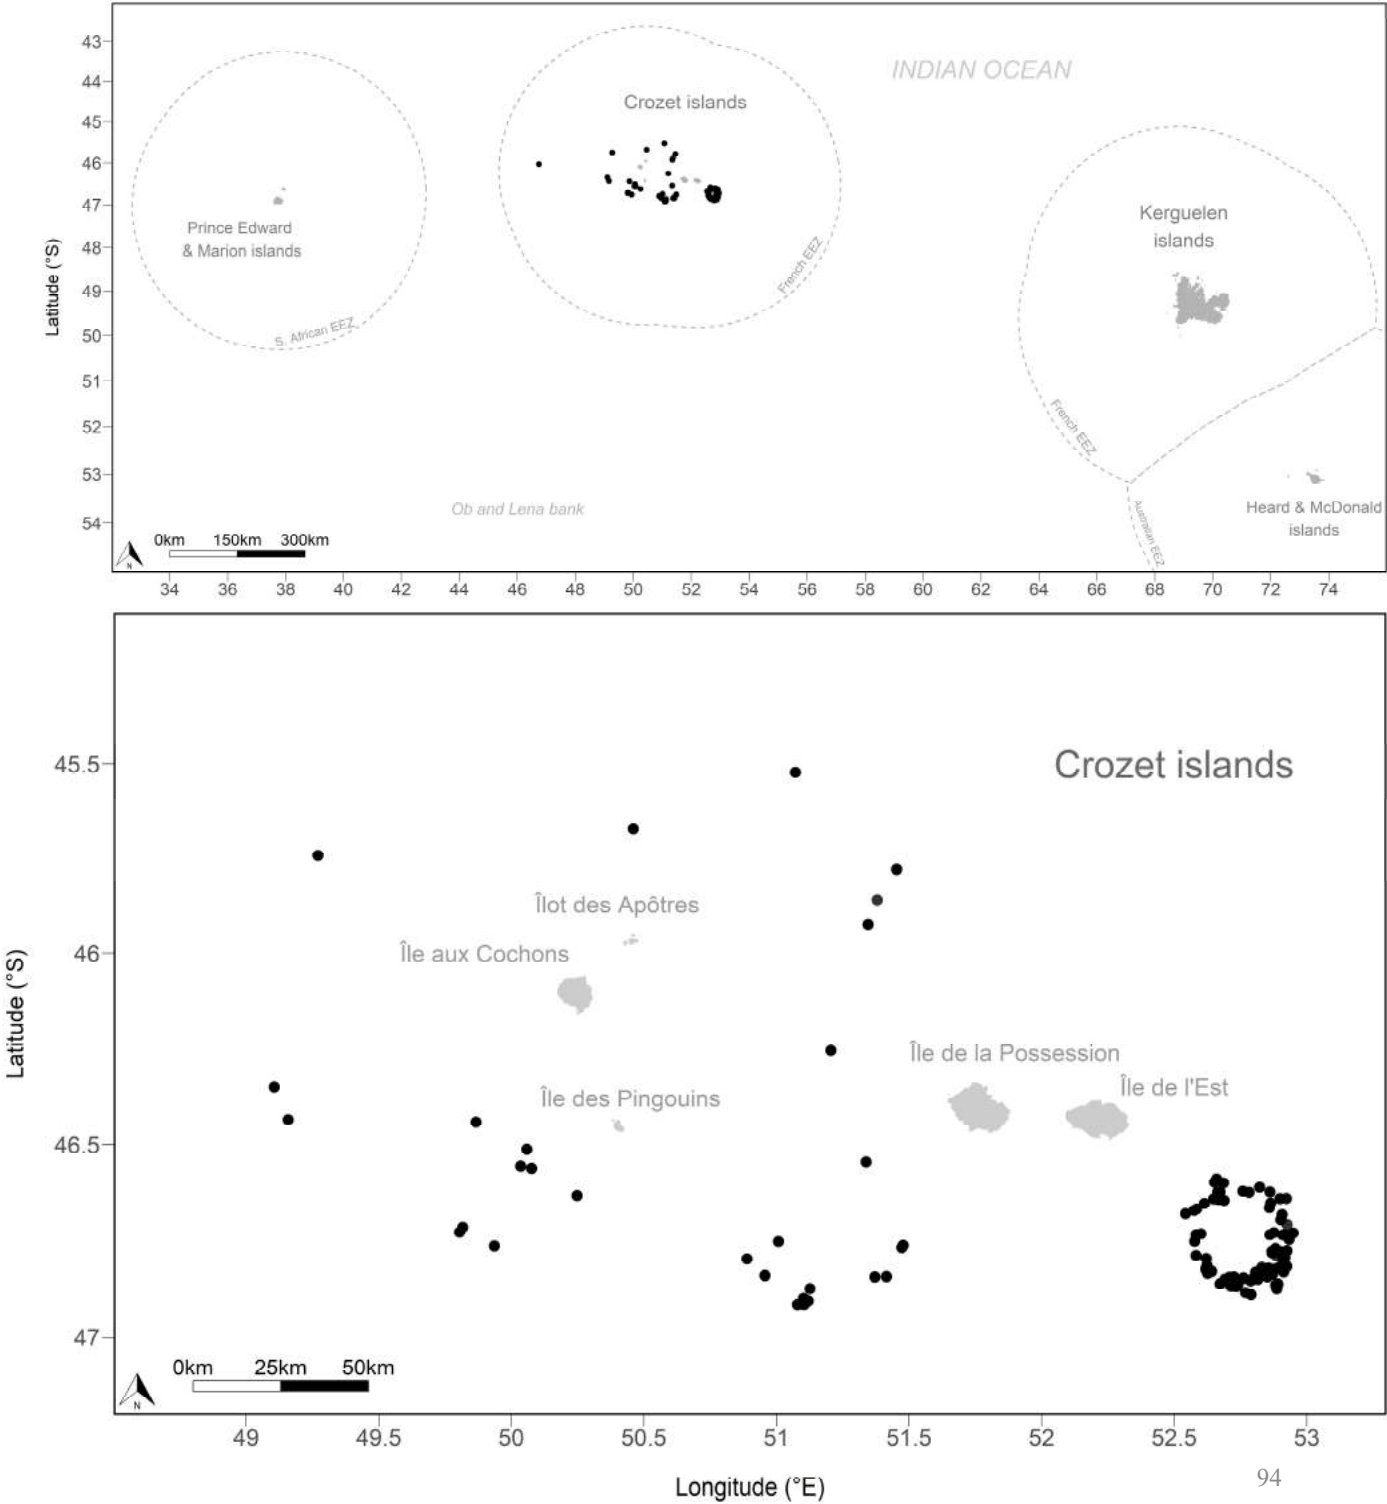 43
INDIAN OCEAN
44
Crozet islands
45
46
47
Kerguelen
islands
Prince Edward
& Marion islands
48
French EEZ
Latitude (°S)
49
S. African EEZ
50
51
French EEZ
52
53
Ob and Lena bank
Heard & McDonald
islands
Australian EEZ
54
0km 150km 300km
N
34 36 38 40 42 44 46 48 50 52 54 56 58 60 62 64 66 68 70 72 74
45.5
Crozet islands
Îlot des Apôtres
46
Île aux Cochons
Latitude (°S)
Île de la Possession
Île de l'Est
Île des Pingouins
46.5
47
0km 25km 50km
N
49 49.5 50 50.5 51 51.5 52 52.5 53
Longitude (°E)
94